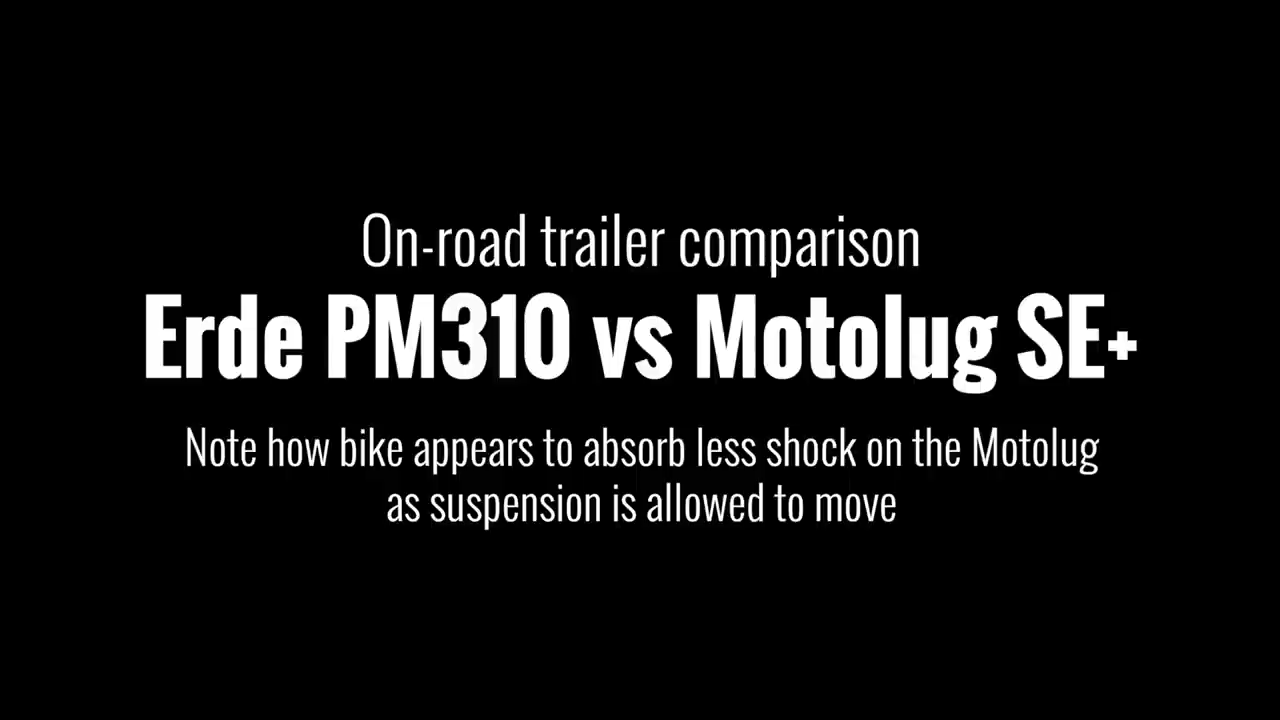 On-road trailer comparison
Erde PM310 vs Motolug SE+
Note how bike appears to absorb less shock on the Motolug
as suspension is allowed to move